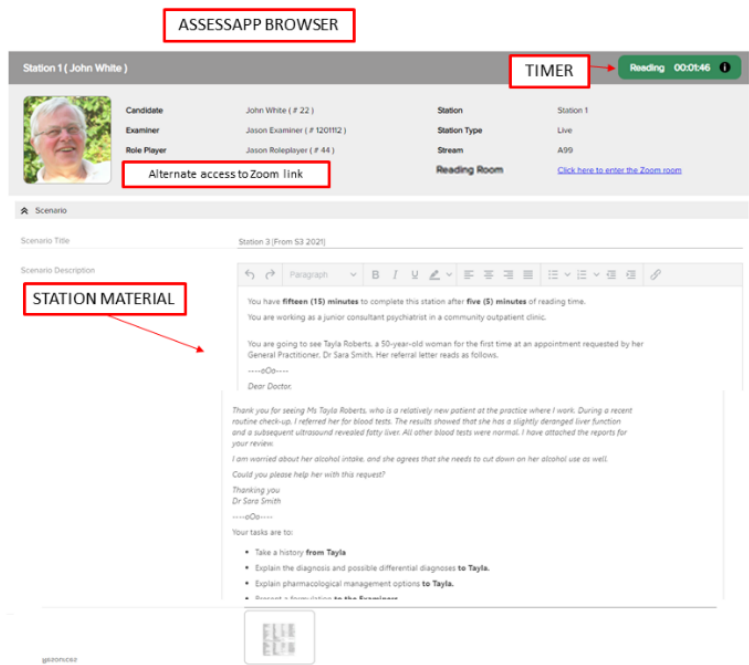 ASSESSAPP BROWSER
Station 1 ( John White )
TIMER
Reading 00:01:46
Candidate John White ( # 22 ) Station Station 1
Examiner Jason Examiner ( # 1201112 ) Station Type Live
Role Player Jason Roleplayer ( # 44 ) Stream A99
Alternate access to Zoom link
Reading Room Click here to enter the Zoom room
Scenario
Scenario Title Station 3 (From S3 2021)
Scenario Description
Paragraph B I U
STATION MATERIAL
You have fifteen (15) minutes to complete this station after five (5) minutes of reading time.
You are working as a junior consultant psychiatrist in a community outpatient clinic.
You are going to see Tayla Roberts, a 50-year-old woman for the first time at an appointment requested by her
General Practitioner, Dr Sara Smith. Her referral letter reads as follows.
----oOo----
Dear Doctor,
Thank you for seeing Ms Tayla Roberts, who is a relatively new patient at the practice where I work. During a recent
routine check-up, I referred her for blood tests. The results showed that she has a slightly deranged liver function
and a subsequent ultrasound revealed fatty liver. All other blood tests were normal. I have attached the reports for
your review.
I am worried about her alcohol intake, and she agrees that she needs to cut down on her alcohol use as well.
Could you please help her with this request?
Thanking you
Dr Sara Smith
----oOo----
Your tasks are to:
▪ Take a history from Tayla
▪ Explain the diagnosis and possible differential diagnoses to Tayla.
▪ Explain pharmacological management options to Tayla.
▪ Present a formulation to the Examiners